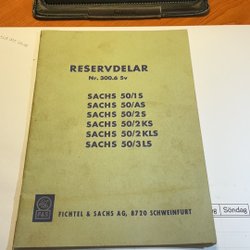 RESERVDELAR
Nr. 300.6 Sv
SACHS 50/1S
SACHS 50/AS
SACHS 50/2S
SACHS 50/2KS
SACHS 50/2KLS
SACHS 50/3LS
F&S
FICHTEL & SACHS AG, 8720 SCHWEINFURT
Söndag